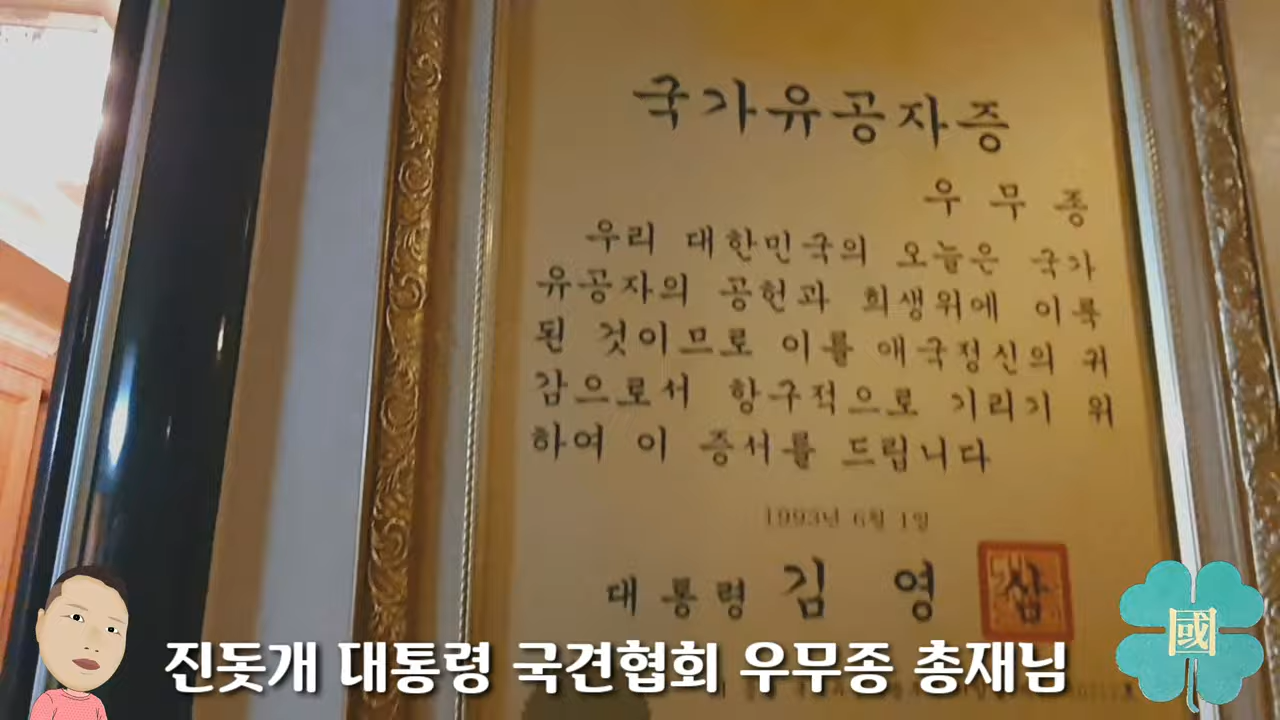 국가유공자증
우 무 종
우리 대한민국의 오늘은 국가
유공자의 공헌과 희생위에 이룩
된 것이므로 이를 애국정신의 귀
감으로서 항구적으로 기리기 위
하여 이 증서를 드립니다
1993년 6월 1일
대통령 김 영 삼
國
진돗개 대통령 국견협회 우무종 총재님